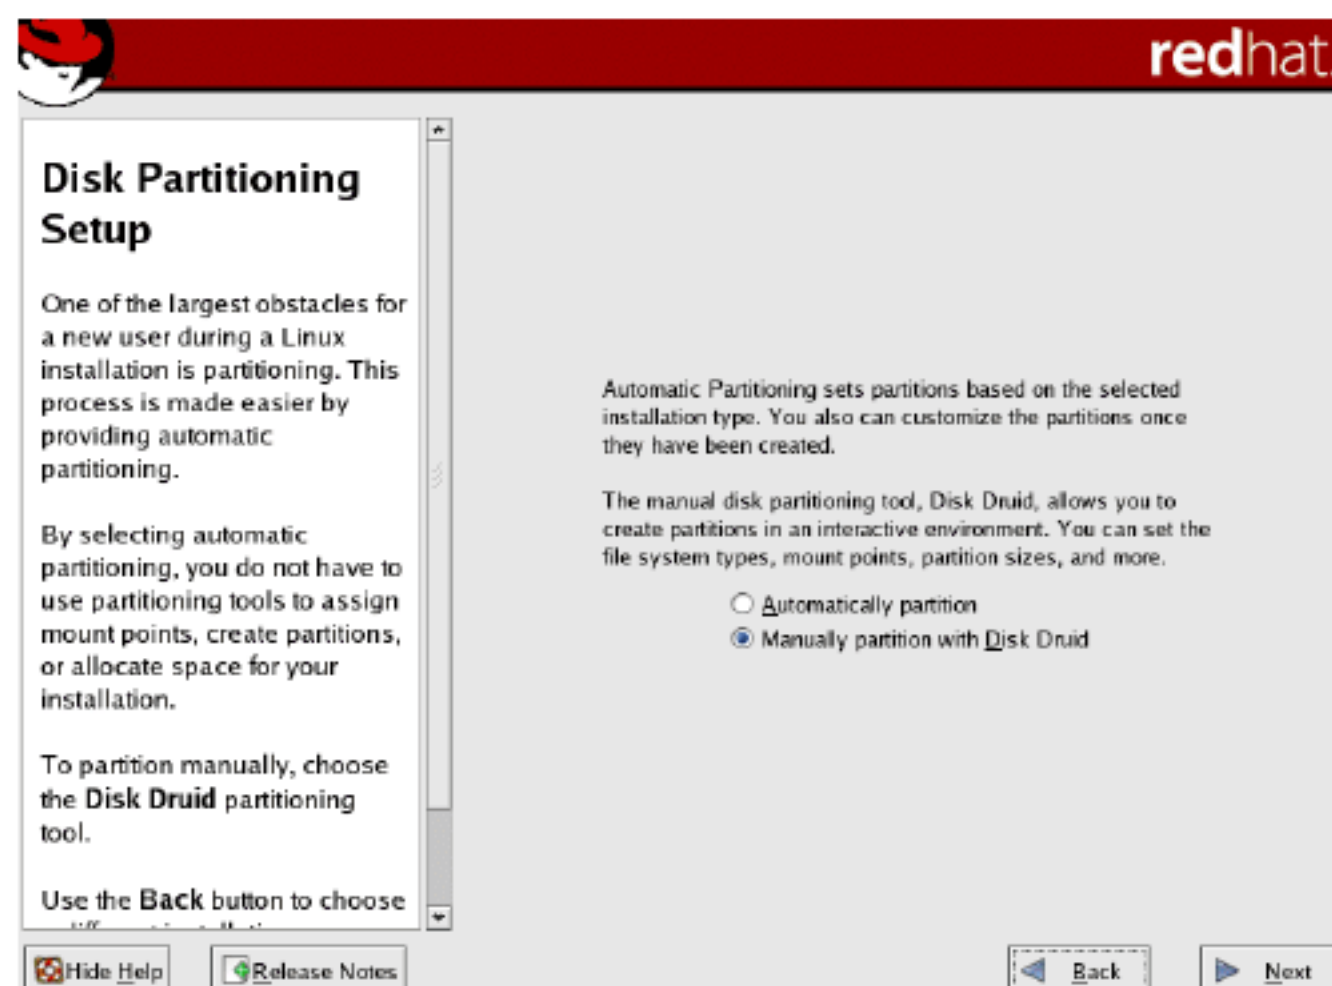 redhat.
Disk Partitioning
Setup
One of the largest obstacles for
a new user during a Linux
installation is partitioning. This
process is made easier by
providing automatic
partitioning.
By selecting automatic
partitioning, you do not have to
use partitioning tools to assign
mount points, create partitions,
or allocate space for your
installation.
To partition manually, choose
the Disk Druid partitioning
tool.
Use the Back button to choose
Automatic Partitioning sets partitions based on the selected
installation type. You also can customize the partitions once
they have been created.
The manual disk partitioning tool, Disk Druid, allows you to
create partitions in an interactive environment. You can set the
file system types, mount points, partition sizes, and more.
Automatically partition
Manually partition with Disk Druid
Hide Help
Release Notes
Back
Next